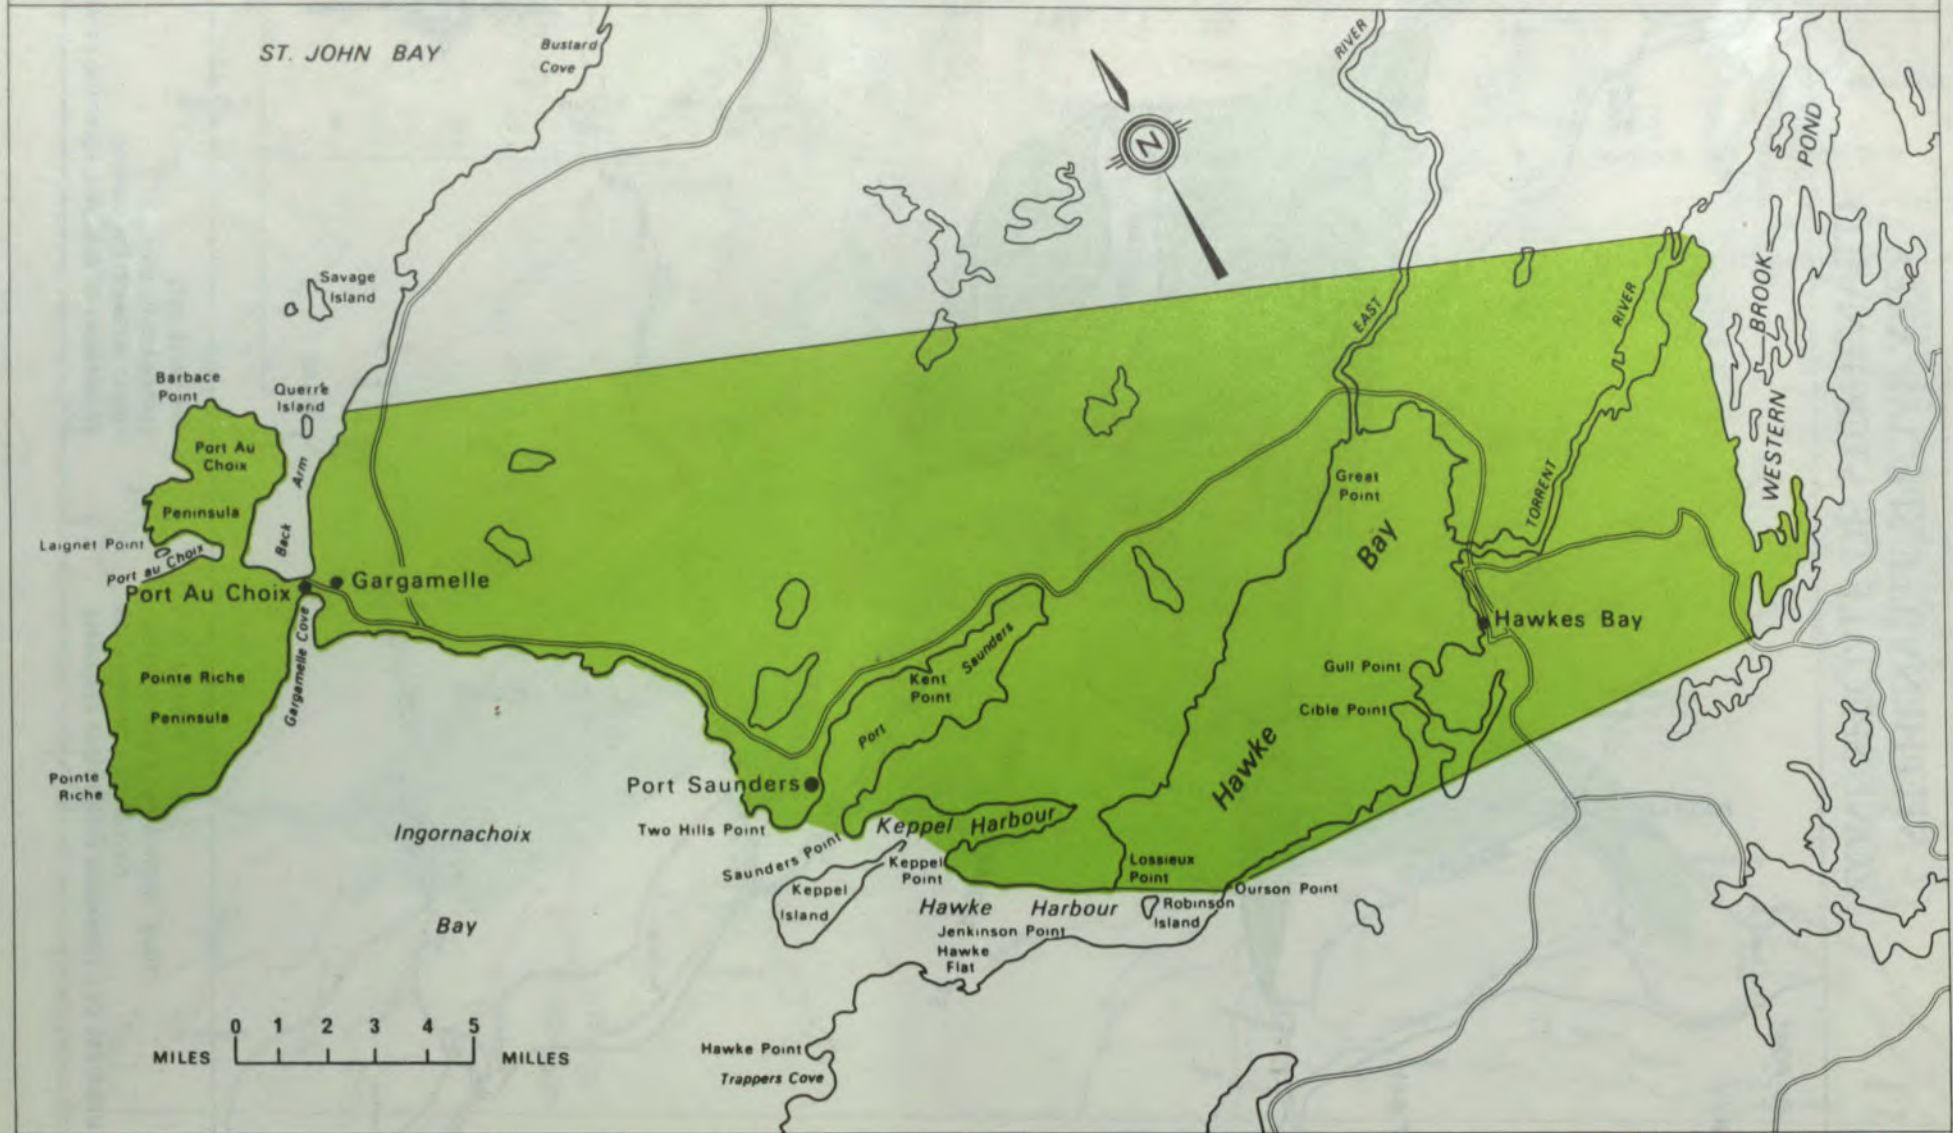 ST. JOHN BAY
Bustard
Cove
RIVER
N
POND
Savage
Island
EAST
RIVER
BROOK
Barbace
Point
Querré
Island
Port Au
Choix
Peninsula
Arm
Back
WESTERN
Great
Point
TORRENT
Bay
Laignet Point
Port au Choix
Port Au Choix
Gargamelle
Hawkes Bay
Gargamelle Cove
Saunders
Kent
Point
Port
Gull Point
Cible Point
Pointe Riche
Peninsula
Hawke
Pointe
Riche
Port Saunders
Two Hills Point
Ingornachoix
Bay
Saunders Point
Keppel Harbour
Keppel
Point
Keppel
Island
Lossieux
Point
Ourson Point
Hawke Harbour
Robinson
Island
Jenkinson Point
Hawke
Flat
0 1 2 3 4 5
MILES MILLES
Hawke Point
Trappers Cove